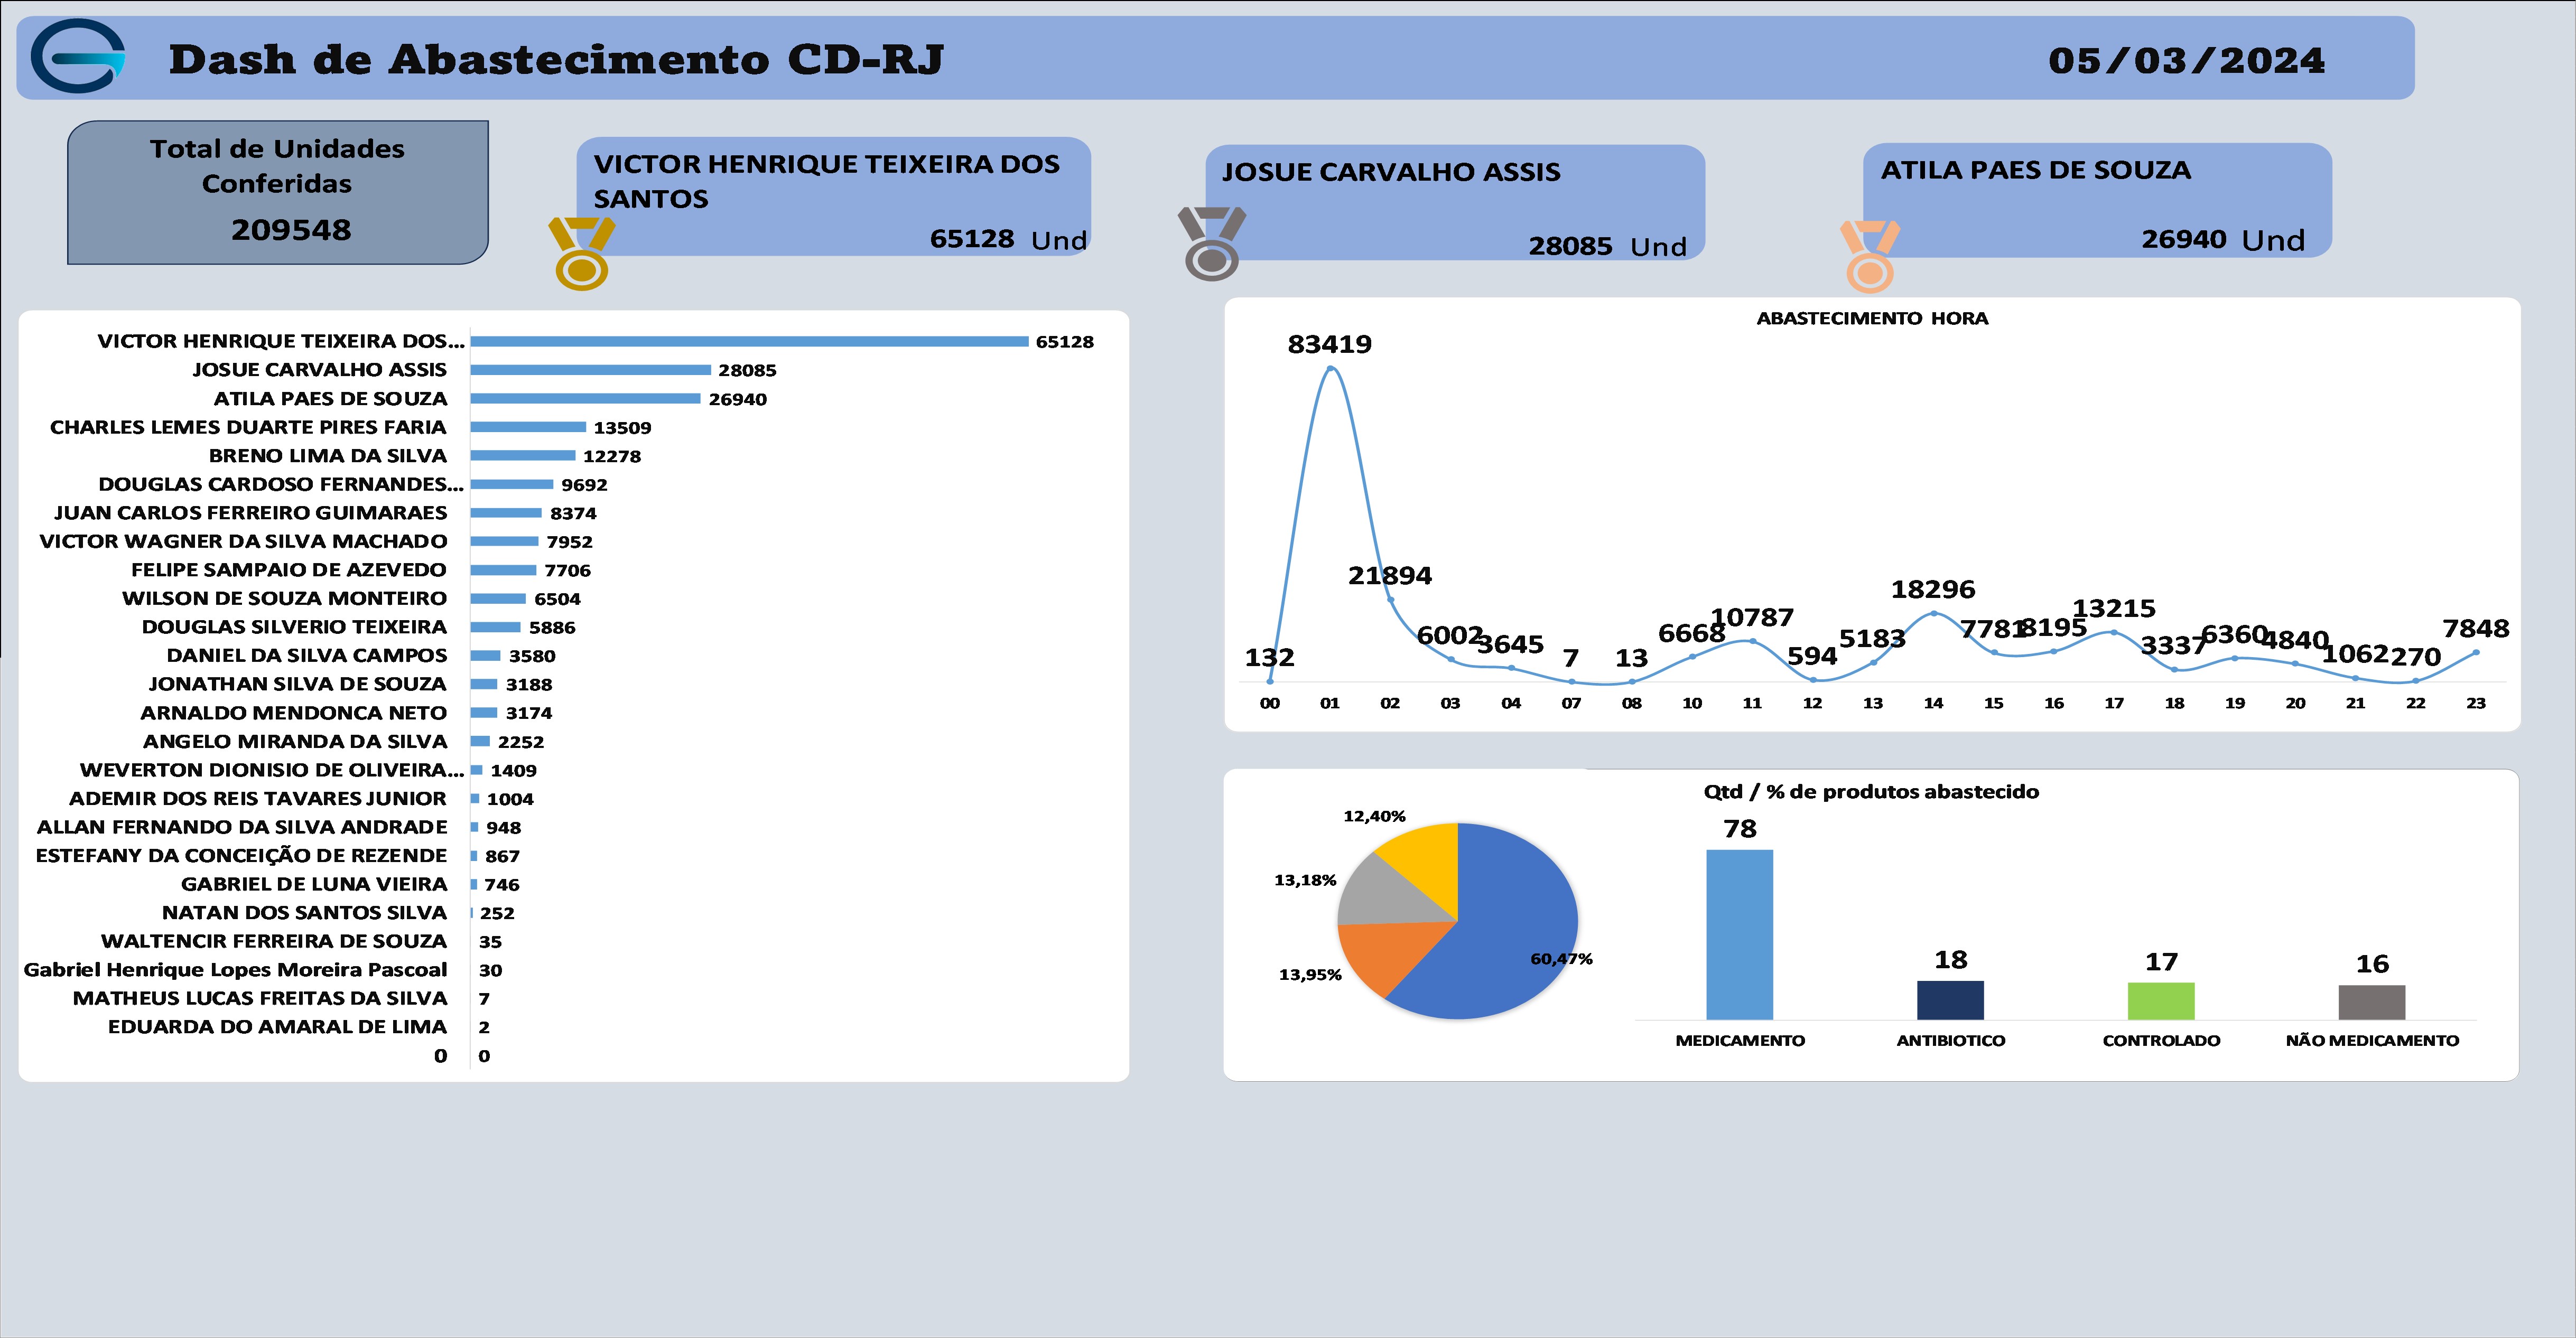 Dash de Abastecimento CD-RJ
05/03/2024
Total de Unidades
Conferidas
209548
VICTOR HENRIQUE TEIXEIRA DOS
SANTOS
65128 Und
JOSUE CARVALHO ASSIS
28085 Und
ATILA PAES DE SOUZA
26940 Und
VICTOR HENRIQUE TEIXEIRA DOS... 65128
JOSUE CARVALHO ASSIS 28085
ATILA PAES DE SOUZA 26940
CHARLES LEMES DUARTE PIRES FARIA 13509
BRENO LIMA DA SILVA 12278
DOUGLAS CARDOSO FERNANDES... 9692
JUAN CARLOS FERREIRO GUIMARAES 8374
VICTOR WAGNER DA SILVA MACHADO 7952
FELIPE SAMPAIO DE AZEVEDO 7706
WILSON DE SOUZA MONTEIRO 6504
DOUGLAS SILVERIO TEIXEIRA 5886
DANIEL DA SILVA CAMPOS 3580
JONATHAN SILVA DE SOUZA 3188
ARNALDO MENDONCA NETO 3174
ANGELO MIRANDA DA SILVA 2252
WEVERTON DIONISIO DE OLIVEIRA... 1409
ADEMIR DOS REIS TAVARES JUNIOR 1004
ALLAN FERNANDO DA SILVA ANDRADE 948
ESTEFANY DA CONCEIÇÃO DE REZENDE 867
GABRIEL DE LUNA VIEIRA 746
NATAN DOS SANTOS SILVA 252
WALTENCIR FERREIRA DE SOUZA 35
Gabriel Henrique Lopes Moreira Pascoal 30
MATHEUS LUCAS FREITAS DA SILVA 7
EDUARDA DO AMARAL DE LIMA 2
0 0
ABASTECIMENTO HORA
132 83419 21894 6002 3645 7 13 6668 10787 594 5183 18296 7781 8195 13215 3337 6360 4840 1062 270 7848
00 01 02 03 04 07 08 10 11 12 13 14 15 16 17 18 19 20 21 22 23
Qtd / % de produtos abastecido
12,40%
13,18%
13,95%
60,47%
78 18 17 16
MEDICAMENTO ANTIBIOTICO CONTROLADO NÃO MEDICAMENTO